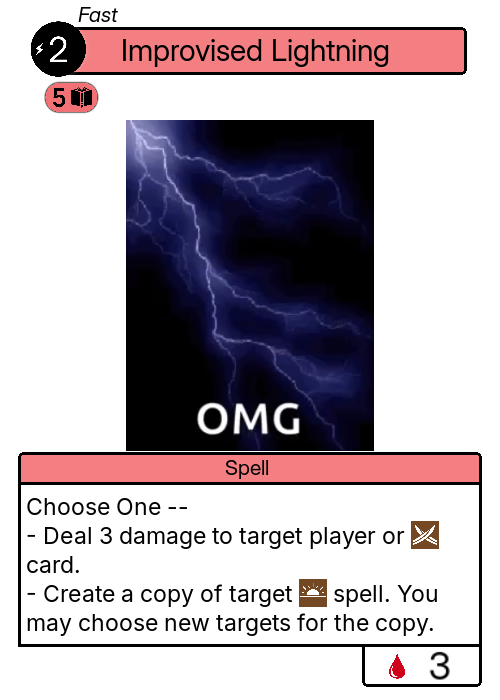 Fast
2
Improvised Lightning
5
OMG
Spell
Choose One --
- Deal 3 damage to target player or
card.
- Create a copy of target spell. You
may choose new targets for the copy.
3